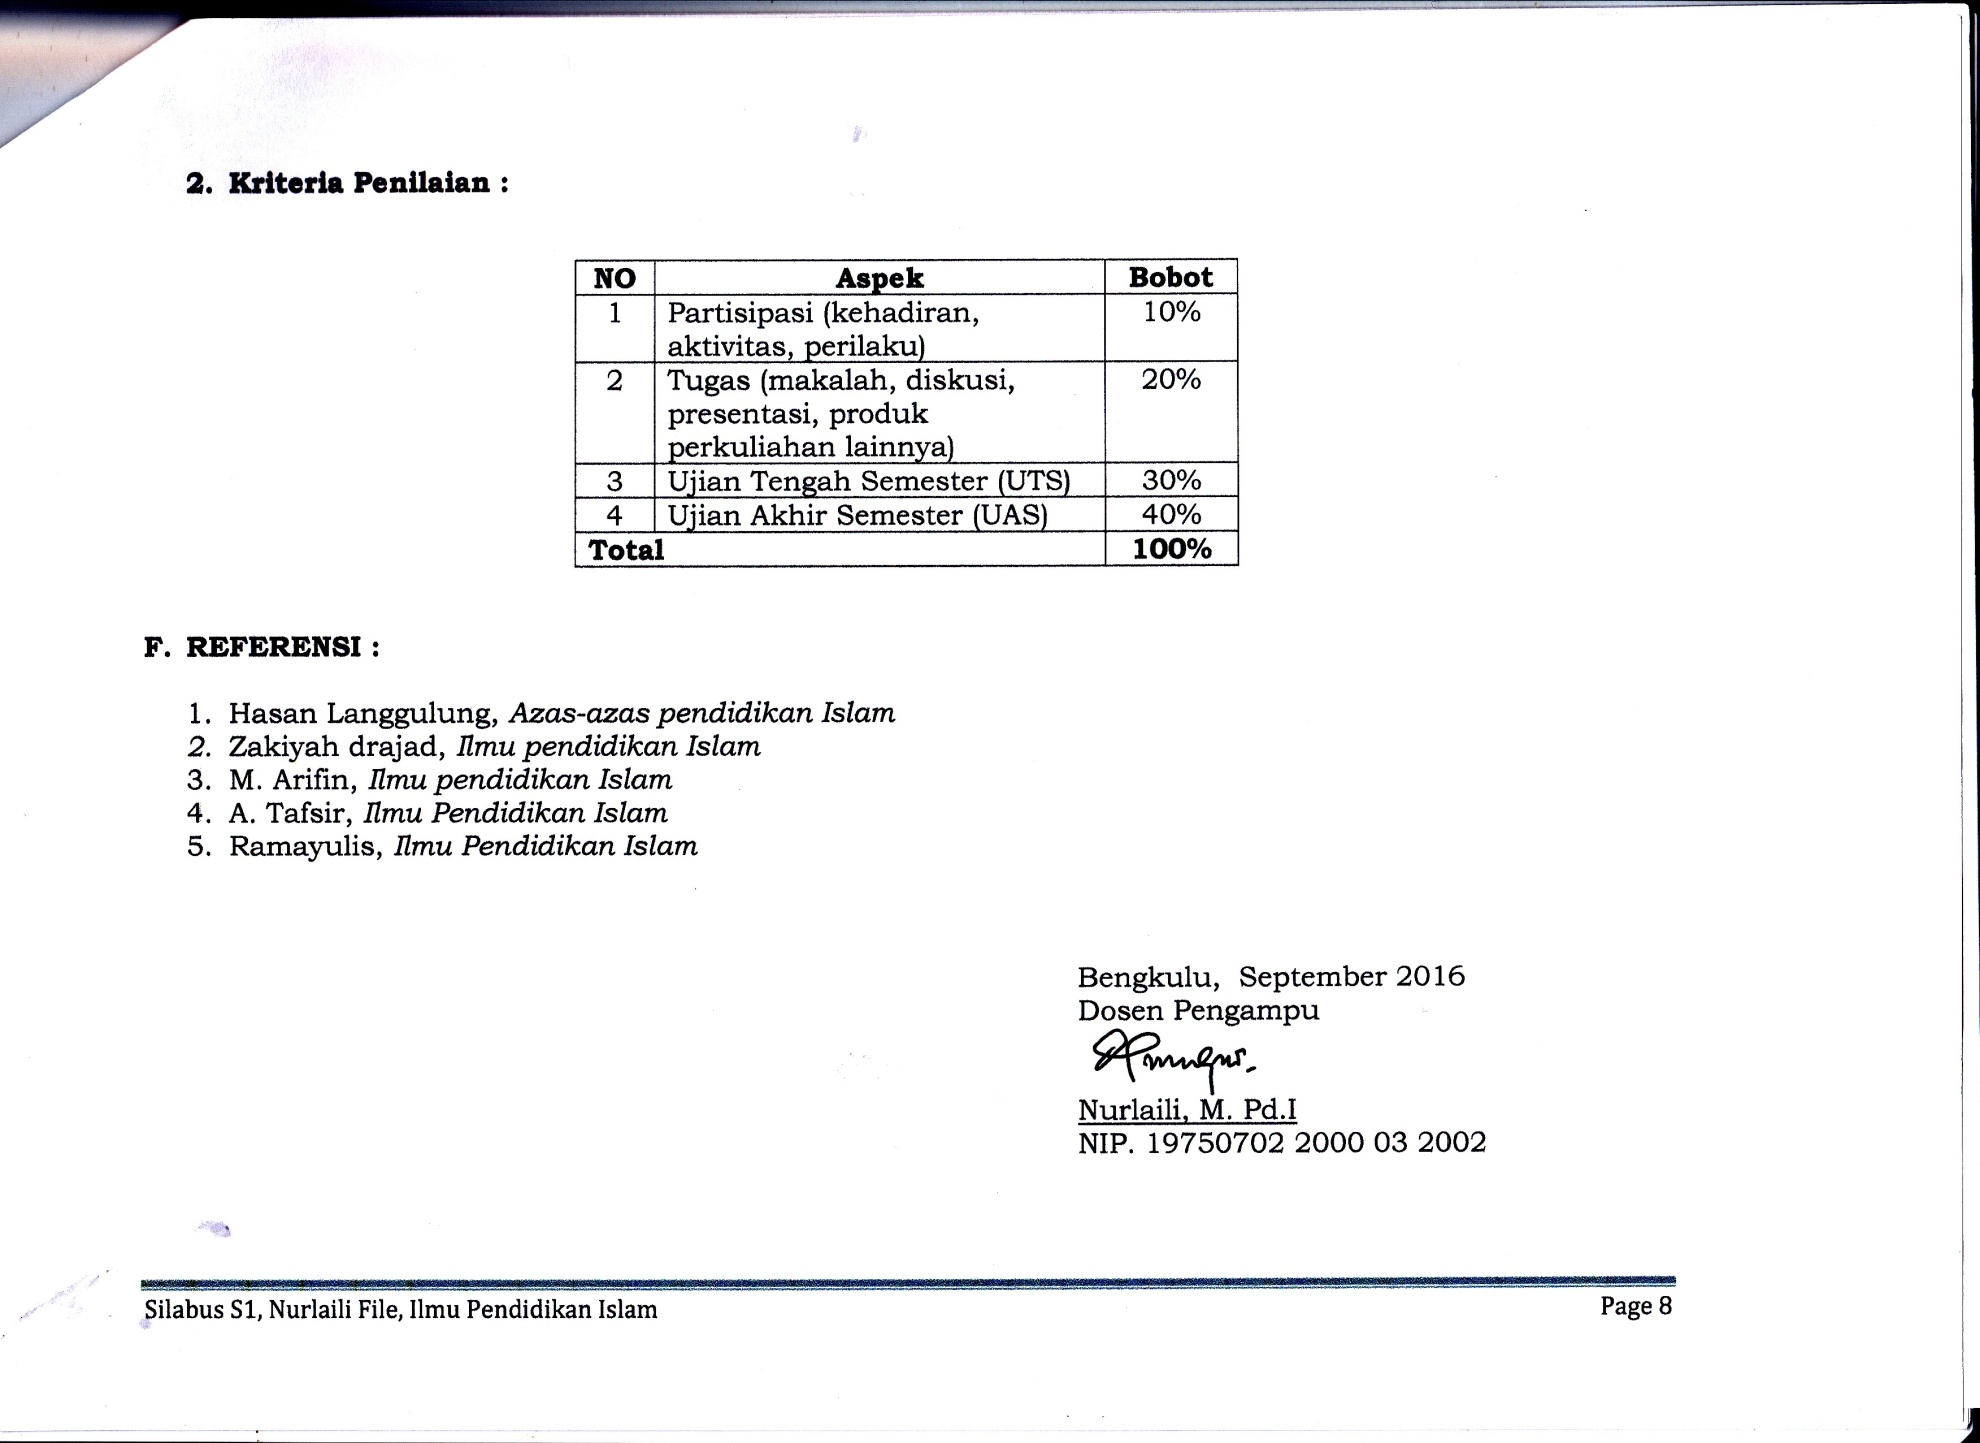 2. Kriteria Penilaian :
NO Aspek Bobot
1 Partisipasi (kehadiran, 10%
aktivitas, perilaku)
2 Tugas (makalah, diskusi, 20%
presentasi, produk
perkuliahan lainnya)
3 Ujian Tengah Semester (UTS) 30%
4 Ujian Akhir Semester (UAS) 40%
Total 100%
F. REFERENSI :
1. Hasan Langgulung, Azas-azas pendidikan Islam
2. Zakiyah drajad, Ilmu pendidikan Islam
3. M. Arifin, Ilmu pendidikan Islam
4. A. Tafsir, Ilmu Pendidikan Islam
5. Ramayulis, Ilmu Pendidikan Islam
Bengkulu, September 2016
Dosen Pengampu
Nurlaili, M. Pd.I
NIP. 19750702 2000 03 2002
Silabus S1, Nurlaili File, Ilmu Pendidikan Islam Page 8